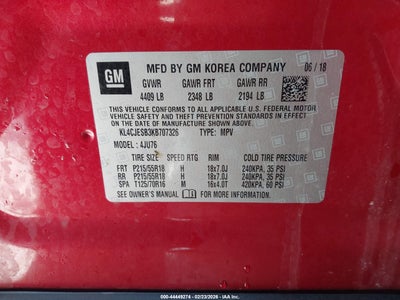 GM
MFD BY GM KOREA COMPANY 06/18
GVWR GAWR FRT GAWR RR
4409 LB 2348 LB 2194 LB
THIS VEHICLE CONFORMS TO ALL APPLICABLE U.S. FEDERAL MOTOR
VEHICLE SAFETY AND THEFT PREVENTION STANDARDS IN EFFECT ON
THE DATE OF MANUFACTURE SHOWN ABOVE.
KL4CJESB3KB707326 TYPE: MPV
MODEL: 4JU76
TIRE SIZE SPEED RIM COLD TIRE PRESSURE
FRT P215/55R18 H 18x7.0J 240KPA, 35 PSI
RR P215/55R18 H 18x7.0J 240KPA, 35 PSI
SPA T125/70R16 M 16x4.0T 420KPA, 60 PSI
SEE OWNER'S MANUAL FOR ADDITIONAL INFORMATION.
000-44449274 - 02/23/2026 - IAA Inc.